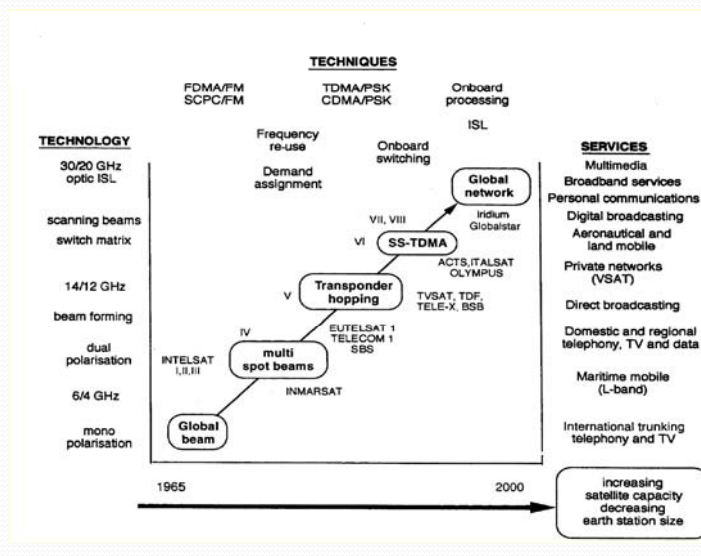 TECHNIQUES
FDMA/FM
SCPC/FM
TDMA/PSK
CDMA/PSK
Onboard
processing
ISL
Frequency
re-use
Demand
assignment
Onboard
switching
TECHNOLOGY
30/20 GHz
optic ISL
scanning beams
switch matrix
14/12 GHz
beam forming
dual
polarisation
6/4 GHz
mono
polarisation
Global
network
Iridium
Globalstar
VII, VIII
VI
SS-TDMA
ACTS,ITALSAT
OLYMPUS
V
Transponder
hopping
TVSAT, TDF,
TELE-X, BSB
IV
EUTELSAT 1
TELECOM 1
SBS
INTELSAT
I,II,III
multi
spot beams
INMARSAT
Global
beam
SERVICES
Multimedia
Broadband services
Personal communications
Digital broadcasting
Aeronautical and
land mobile
Private networks
(VSAT)
Direct broadcasting
Domestic and regional
telephony, TV and data
Maritime mobile
(L-band)
International trunking
telephony and TV
1965
2000
increasing
satellite capacity
decreasing
earth station size